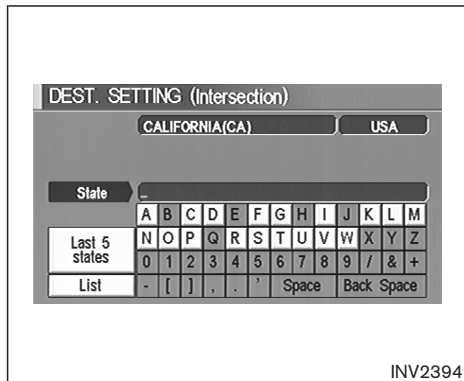 DEST. SETTING (Intersection)
CALIFORNIA(CA) USA
State _
A B C D E F G H I J K L M
N O P Q R S T U V W X Y Z
Last 5 states
0 1 2 3 4 5 6 7 8 9 / & +
List - [ ] , . ' Space Back Space
INV2394